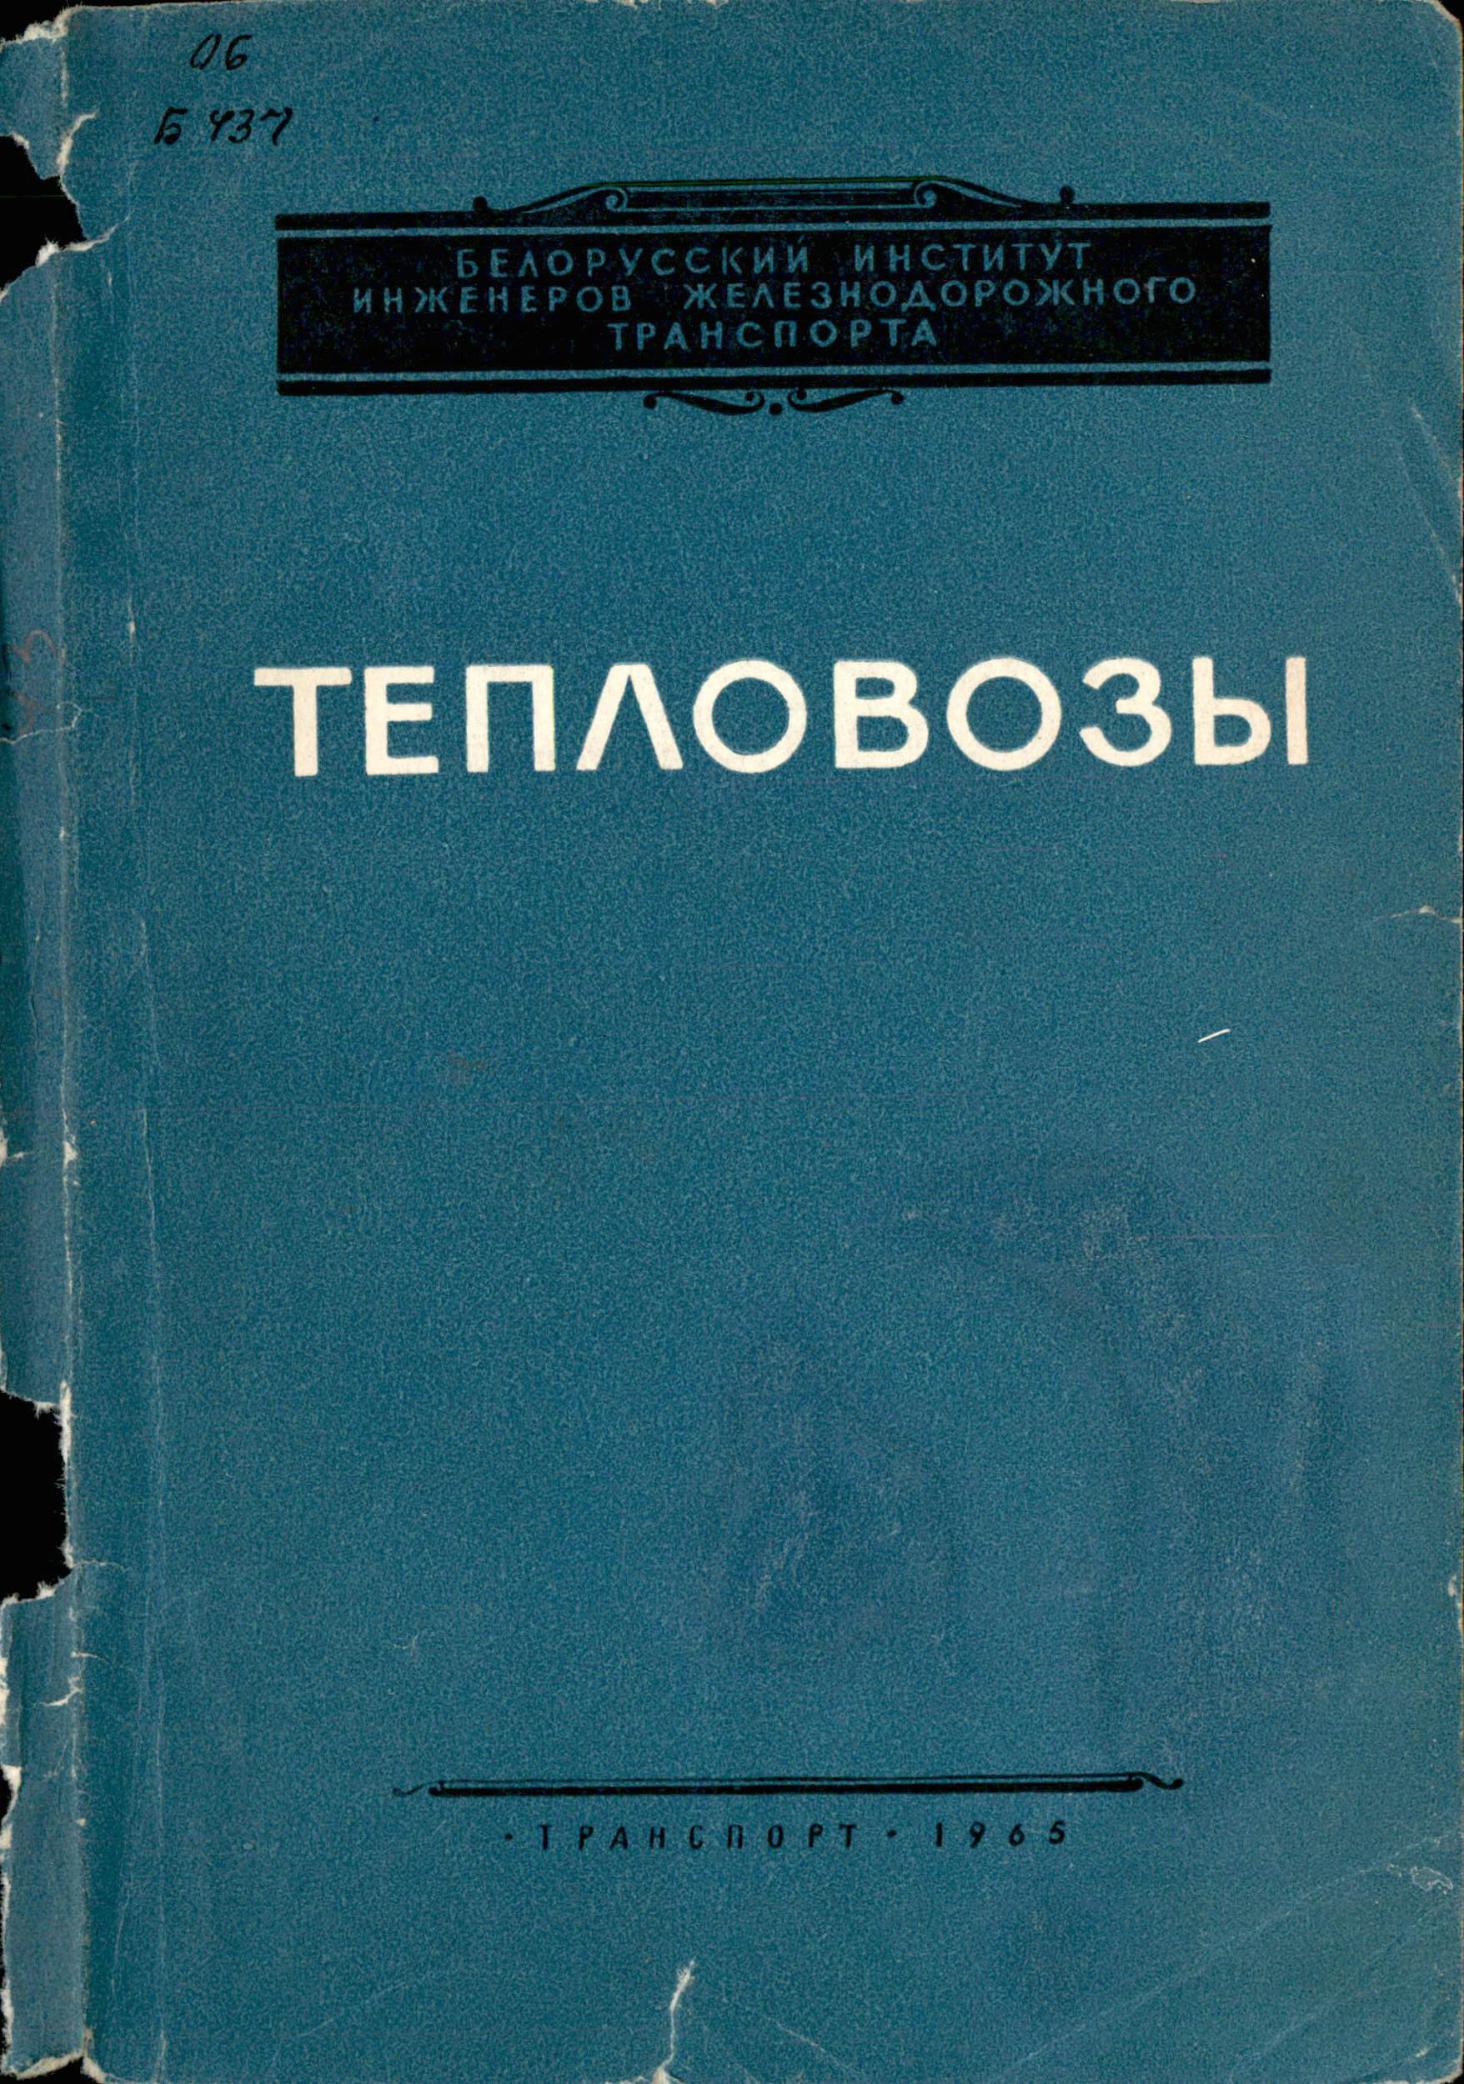 06
Б 437
БЕЛОРУССКИЙ ИНСТИТУТ
ИНЖЕНЕРОВ ЖЕЛЕЗНОДОРОЖНОГО
ТРАНСПОРТА
ТЕПЛОВОЗЫ
· ТРАНСПОРТ · 1965